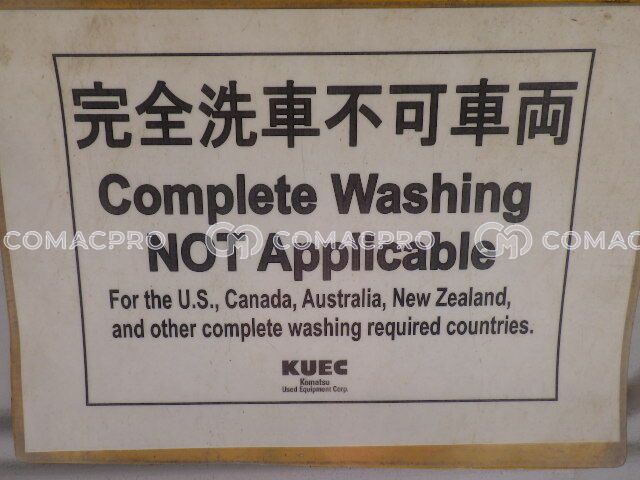 完全洗車不可車両
Complete Washing
NOT Applicable
COMACPRO COMACPRO COMACPRO
For the U.S., Canada, Australia, New Zealand,
and other complete washing required countries.
KUEC
Komatsu
Used Equipment Corp.